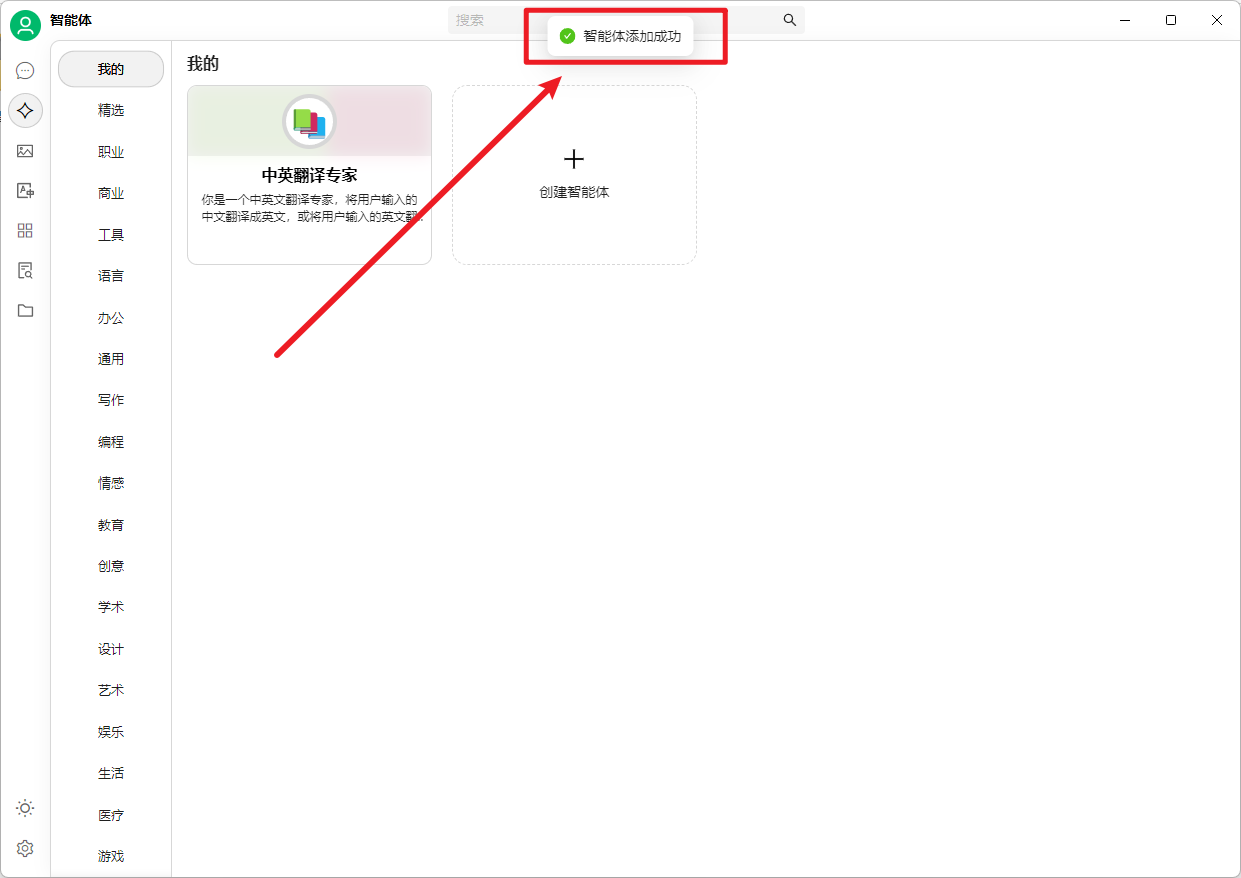 智能体
搜索
智能体添加成功
我的
精选
职业
商业
工具
语言
办公
通用
写作
编程
情感
教育
创意
学术
设计
艺术
娱乐
生活
医疗
游戏
我的
中英翻译专家
你是一个中英文翻译专家，将用户输入的
中文翻译成英文，或将用户输入的英文翻
创建智能体